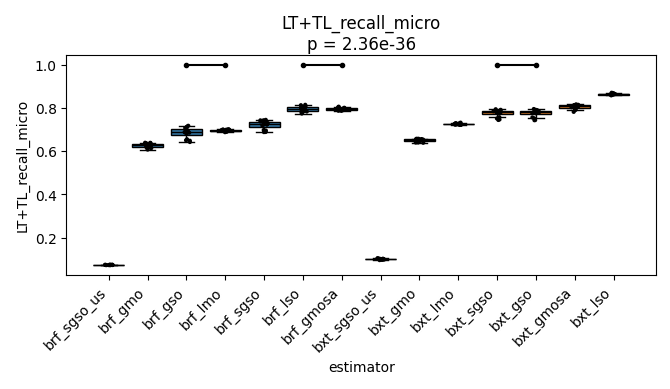 LT+TL_recall_micro
p = 2.36e-36
LT+TL_recall_micro
1.0
0.8
0.6
0.4
0.2
brf_sgso_us
brf_gmo
brf_gso
brf_lmo
brf_sgso
brf_lso
brf_gmosa
bxt_sgso_us
bxt_gmo
bxt_lmo
bxt_sgso
bxt_gso
bxt_gmosa
bxt_lso
estimator